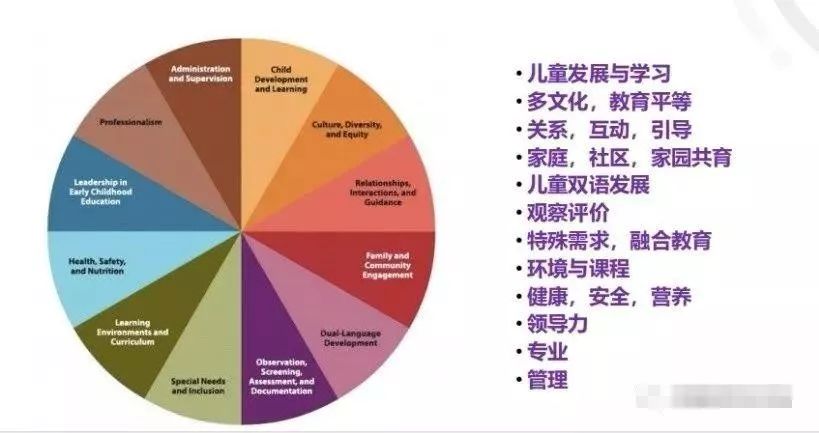 Administration
and Supervision
Child
Development
and Learning
Culture, Diversity,
and Equity
Relationships,
Interactions, and
Guidance
Family and
Community
Engagement
Dual-Language
Development
Observation,
Screening,
Assessment, and
Documentation
Special Needs
and Inclusion
Learning
Environments and
Curriculum
Health, Safety,
and Nutrition
Leadership in
Early Childhood
Education
Professionalism
• 儿童发展与学习
• 多文化，教育平等
• 关系，互动，引导
• 家庭，社区，家园共育
• 儿童双语发展
• 观察评价
• 特殊需求，融合教育
• 环境与课程
• 健康，安全，营养
• 领导力
• 专业
• 管理